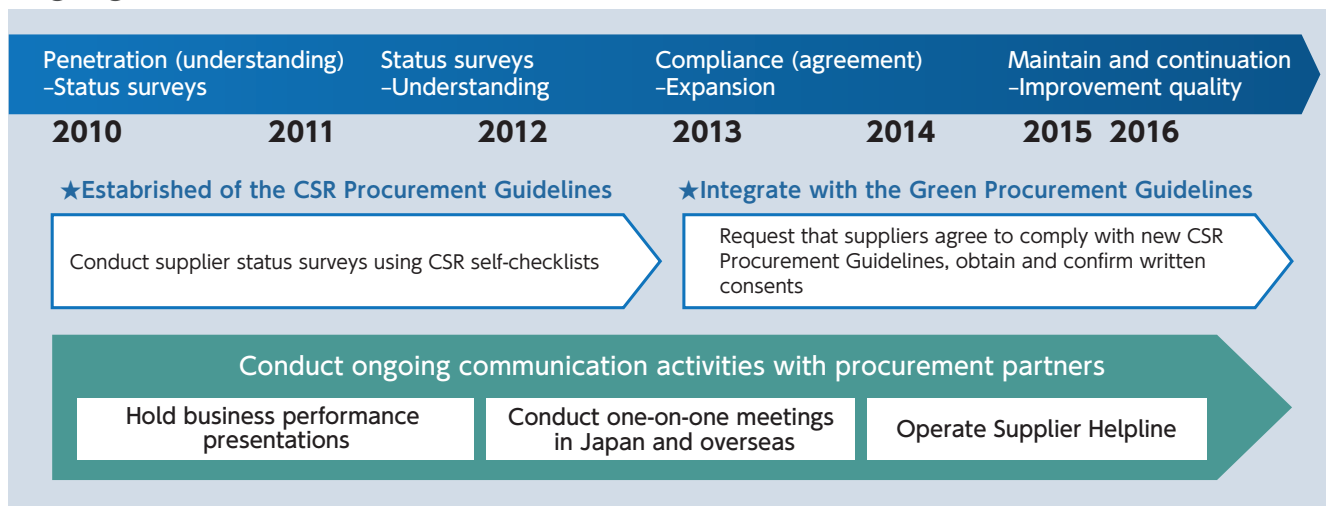 Penetration (understanding)
–Status surveys
Status surveys
–Understanding
Compliance (agreement)
–Expansion
Maintain and continuation
–Improvement quality
2010 2011 2012 2013 2014 2015 2016
★Estabrished of the CSR Procurement Guidelines
★Integrate with the Green Procurement Guidelines
Conduct supplier status surveys using CSR self-checklists
Request that suppliers agree to comply with new CSR
Procurement Guidelines, obtain and confirm written
consents
Conduct ongoing communication activities with procurement partners
Hold business performance
presentations
Conduct one-on-one meetings
in Japan and overseas
Operate Supplier Helpline